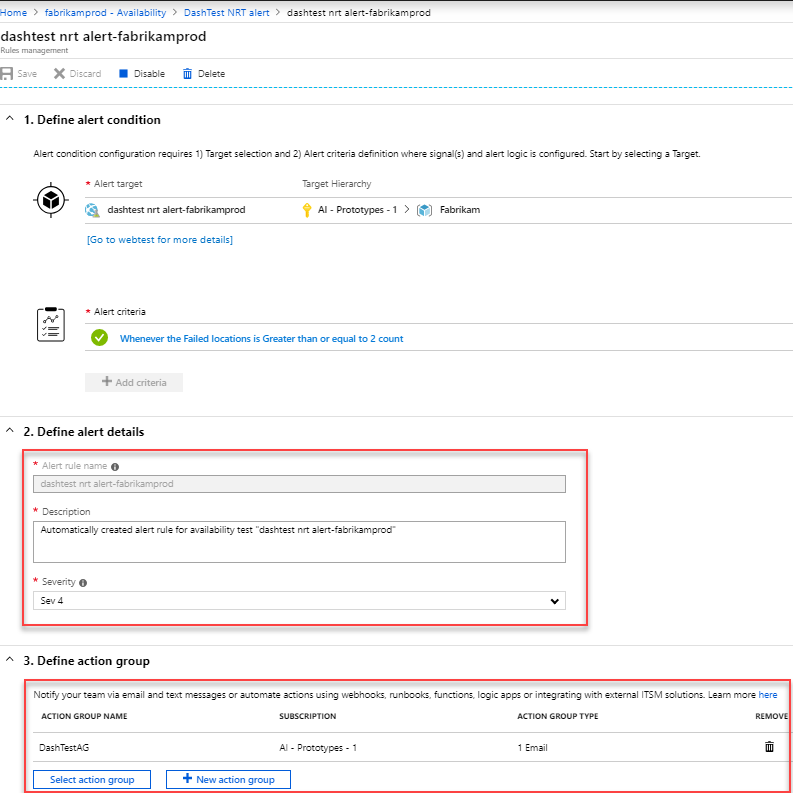 Home > fabrikamprod - Availability > DashTest NRT alert > dashtest nrt alert-fabrikamprod
dashtest nrt alert-fabrikamprod
Rules management
Save Discard Disable Delete
1. Define alert condition
Alert condition configuration requires 1) Target selection and 2) Alert criteria definition where signal(s) and alert logic is configured. Start by selecting a Target.
* Alert target Target Hierarchy
dashtest nrt alert-fabrikamprod AI - Prototypes - 1 > Fabrikam
[Go to webtest for more details]
* Alert criteria
Whenever the Failed locations is Greater than or equal to 2 count
+ Add criteria
2. Define alert details
* Alert rule name
dashtest nrt alert-fabrikamprod
* Description
Automatically created alert rule for availability test "dashtest nrt alert-fabrikamprod"
* Severity
Sev 4
3. Define action group
Notify your team via email and text messages or automate actions using webhooks, runbooks, functions, logic apps or integrating with external ITSM solutions. Learn more here
ACTION GROUP NAME SUBSCRIPTION ACTION GROUP TYPE REMOVE
DashTestAG AI - Prototypes - 1 1 Email
Select action group + New action group